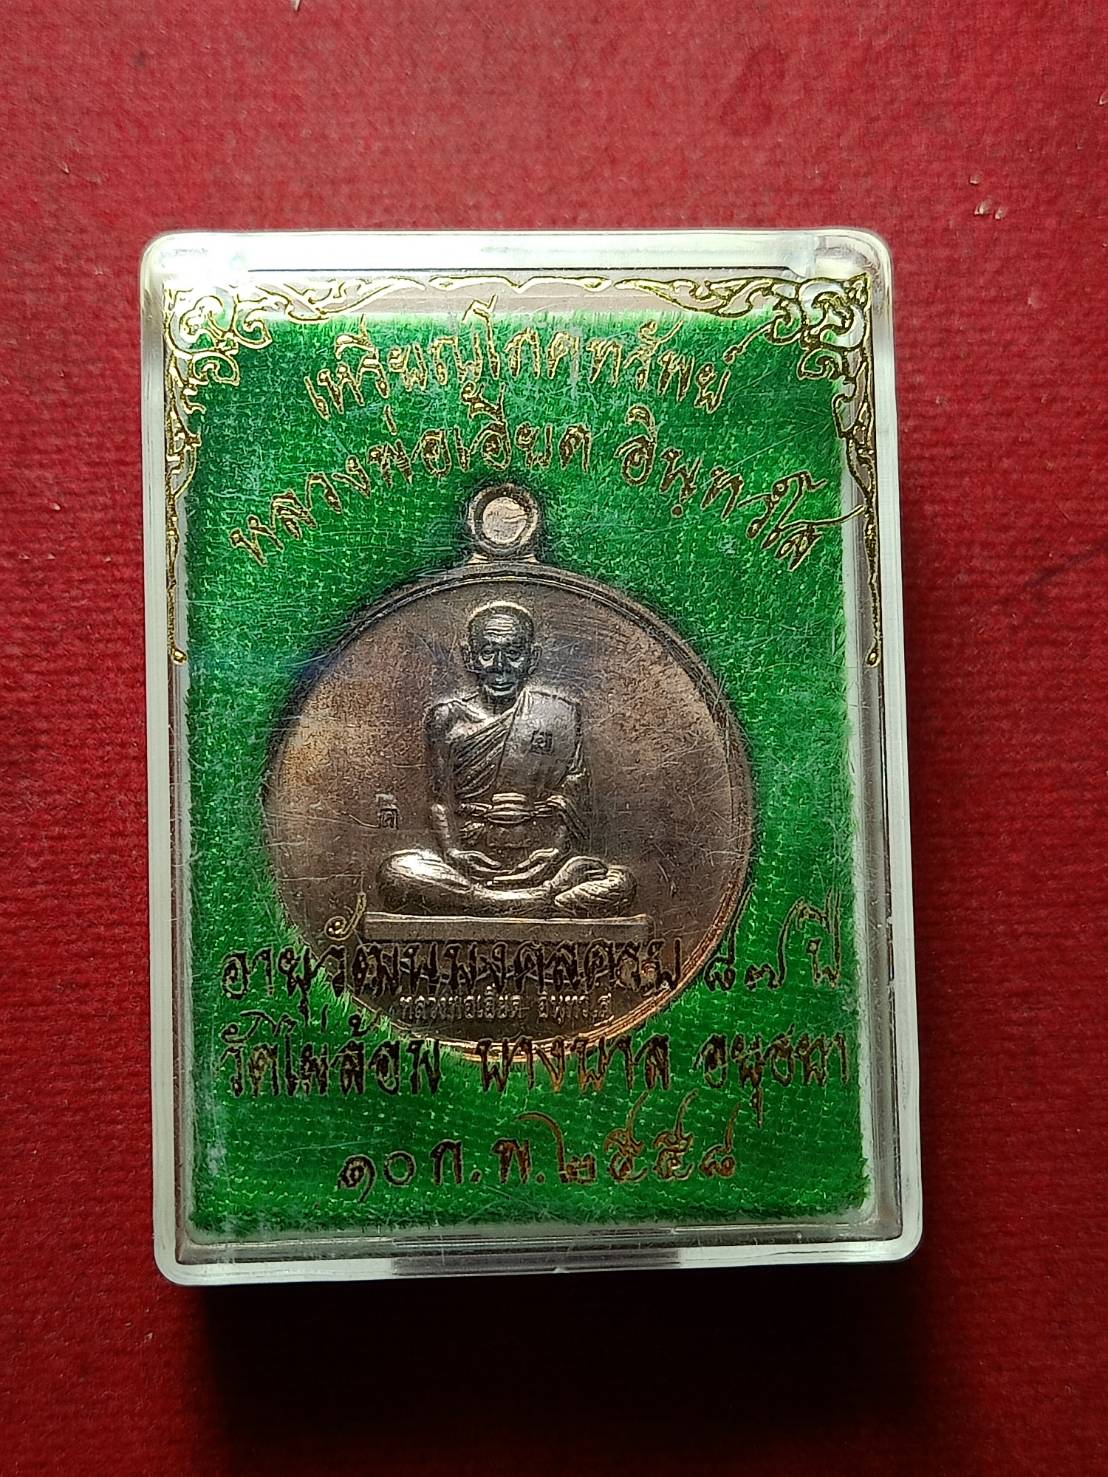 เหรียญโภคทรัพย์
หลวงพ่อเอียด อินฺทวํโส
หลวงพ่อเอียด อินฺทวํโส
อายุวัฒนมงคลครบ ๘๗ ปี
วัดไผ่ล้อม บางบาล อยุธยา
๑๐ ก.พ.๒๕๕๘